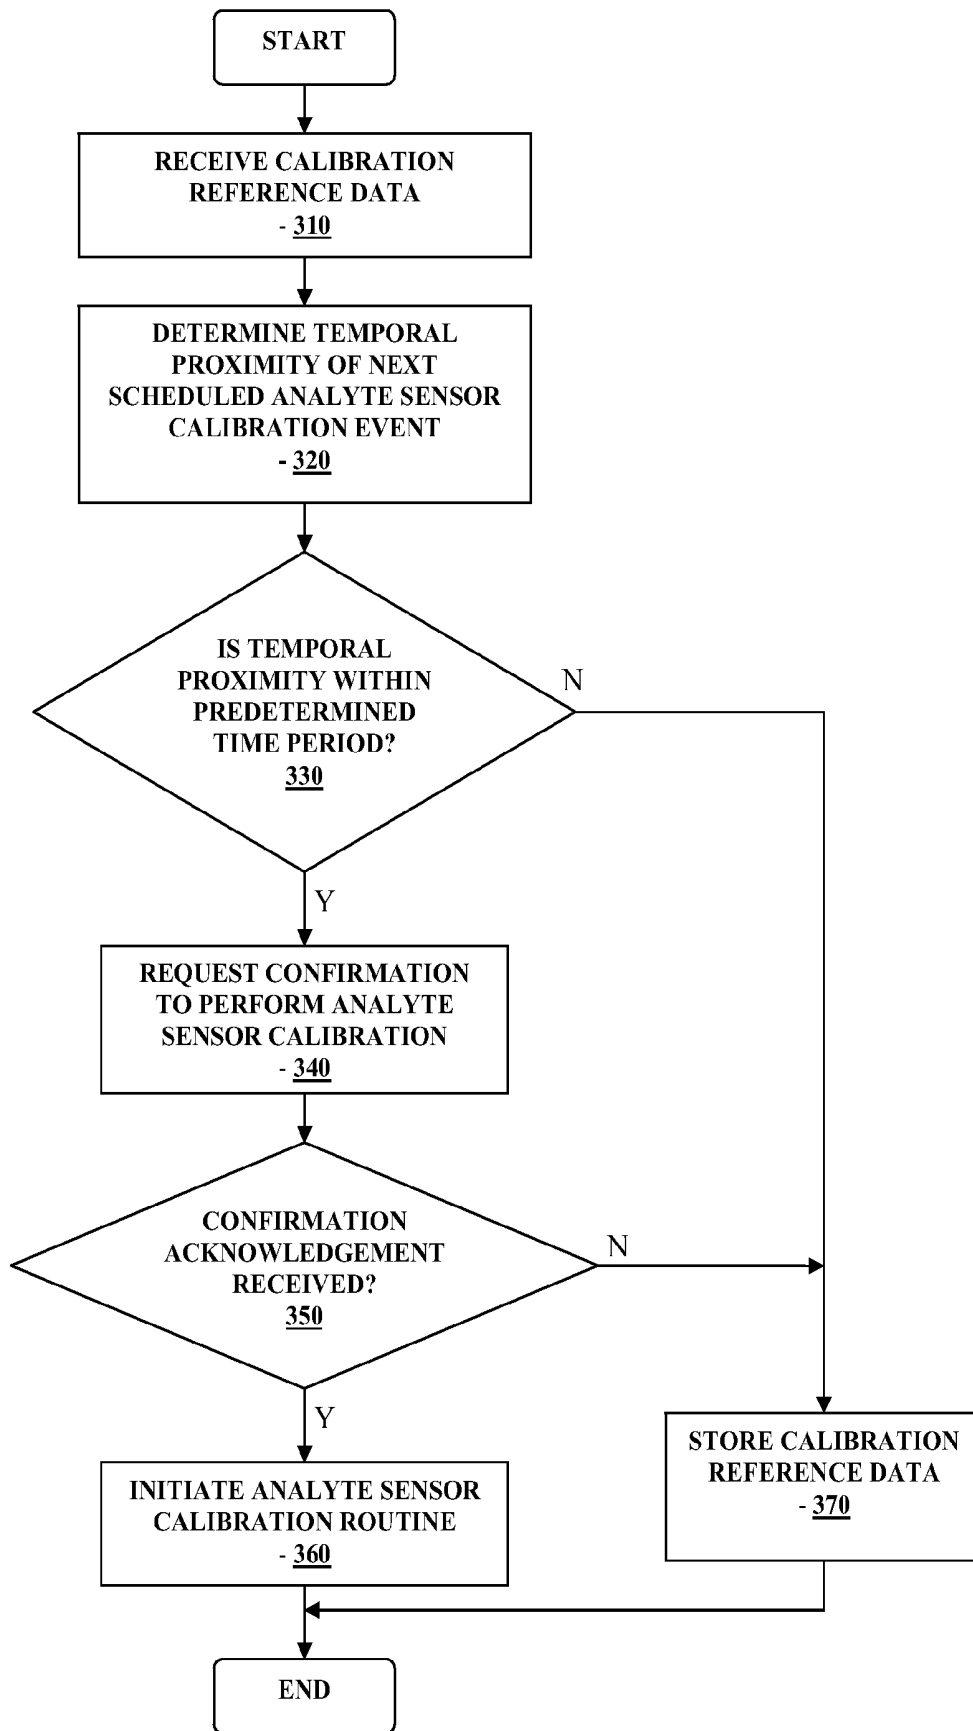 START
RECEIVE CALIBRATION
REFERENCE DATA
- 310
DETERMINE TEMPORAL
PROXIMITY OF NEXT
SCHEDULED ANALYTE SENSOR
CALIBRATION EVENT
- 320
IS TEMPORAL
PROXIMITY WITHIN
PREDETERMINED
TIME PERIOD?
330
N
Y
REQUEST CONFIRMATION
TO PERFORM ANALYTE
SENSOR CALIBRATION
- 340
CONFIRMATION
ACKNOWLEDGEMENT
RECEIVED?
350
N
Y
INITIATE ANALYTE SENSOR
CALIBRATION ROUTINE
- 360
STORE CALIBRATION
REFERENCE DATA
- 370
END